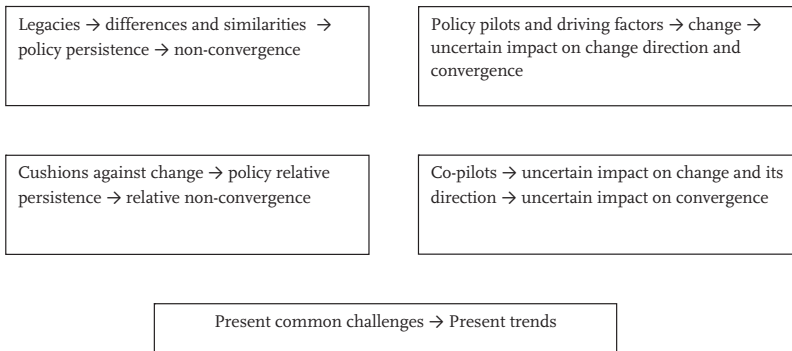 Legacies → differences and similarities →
policy persistence → non-convergence
Policy pilots and driving factors → change →
uncertain impact on change direction and
convergence
Cushions against change → policy relative
persistence → relative non-convergence
Co-pilots → uncertain impact on change and its
direction → uncertain impact on convergence
Present common challenges → Present trends